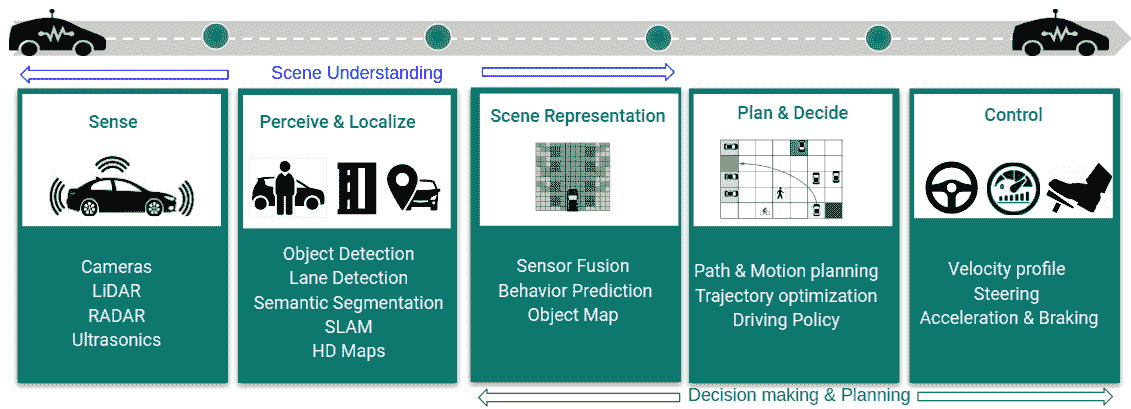 Scene Understanding
Sense
Cameras
LiDAR
RADAR
Ultrasonics
Perceive & Localize
Object Detection
Lane Detection
Semantic Segmentation
SLAM
HD Maps
Scene Representation
Sensor Fusion
Behavior Prediction
Object Map
Plan & Decide
Path & Motion planning
Trajectory optimization
Driving Policy
Control
Velocity profile
Steering
Acceleration & Braking
Decision making & Planning